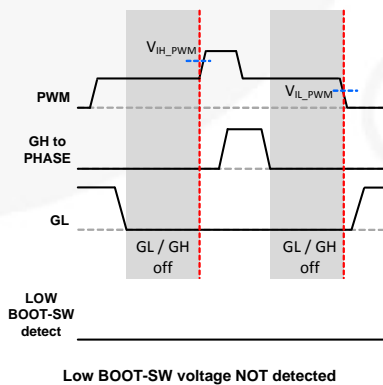 V_IH_PWM
V_IL_PWM
PWM
GH to
PHASE
GL
GL / GH
off
GL / GH
off
LOW
BOOT-SW
detect
Low BOOT-SW voltage NOT detected